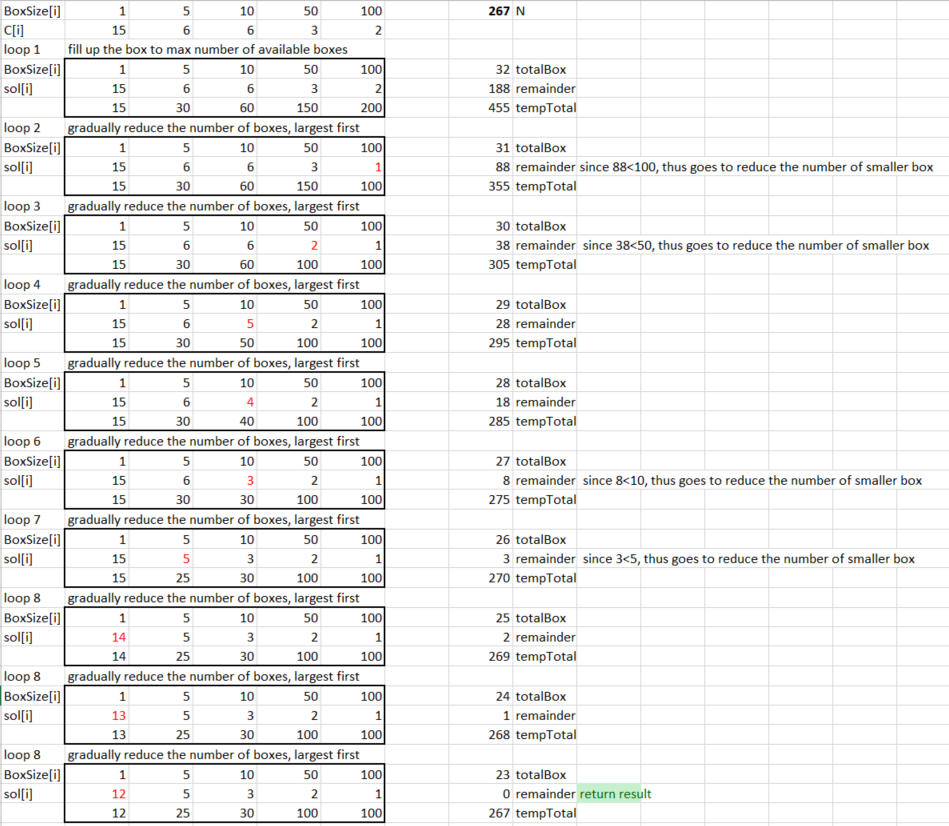 BoxSize[i] 1 5 10 50 100 267 N
C[i] 15 6 6 3 2
loop 1 fill up the box to max number of available boxes
BoxSize[i] 1 5 10 50 100 32 totalBox
sol[i] 15 6 6 3 2 188 remainder
15 30 60 150 200 455 tempTotal
loop 2 gradually reduce the number of boxes, largest first
BoxSize[i] 1 5 10 50 100 31 totalBox
sol[i] 15 6 6 3 1 88 remainder since 88<100, thus goes to reduce the number of smaller box
15 30 60 150 100 355 tempTotal
loop 3 gradually reduce the number of boxes, largest first
BoxSize[i] 1 5 10 50 100 30 totalBox
sol[i] 15 6 6 2 1 38 remainder since 38<50, thus goes to reduce the number of smaller box
15 30 60 100 100 305 tempTotal
loop 4 gradually reduce the number of boxes, largest first
BoxSize[i] 1 5 10 50 100 29 totalBox
sol[i] 15 6 5 2 1 28 remainder
15 30 50 100 100 295 tempTotal
loop 5 gradually reduce the number of boxes, largest first
BoxSize[i] 1 5 10 50 100 28 totalBox
sol[i] 15 6 4 2 1 18 remainder
15 30 40 100 100 285 tempTotal
loop 6 gradually reduce the number of boxes, largest first
BoxSize[i] 1 5 10 50 100 27 totalBox
sol[i] 15 6 3 2 1 8 remainder since 8<10, thus goes to reduce the number of smaller box
15 30 30 100 100 275 tempTotal
loop 7 gradually reduce the number of boxes, largest first
BoxSize[i] 1 5 10 50 100 26 totalBox
sol[i] 15 5 3 2 1 3 remainder since 3<5, thus goes to reduce the number of smaller box
15 25 30 100 100 270 tempTotal
loop 8 gradually reduce the number of boxes, largest first
BoxSize[i] 1 5 10 50 100 25 totalBox
sol[i] 14 5 3 2 1 2 remainder
14 25 30 100 100 269 tempTotal
loop 8 gradually reduce the number of boxes, largest first
BoxSize[i] 1 5 10 50 100 24 totalBox
sol[i] 13 5 3 2 1 1 remainder
13 25 30 100 100 268 tempTotal
loop 8 gradually reduce the number of boxes, largest first
BoxSize[i] 1 5 10 50 100 23 totalBox
sol[i] 12 5 3 2 1 0 remainder return result
12 25 30 100 100 267 tempTotal